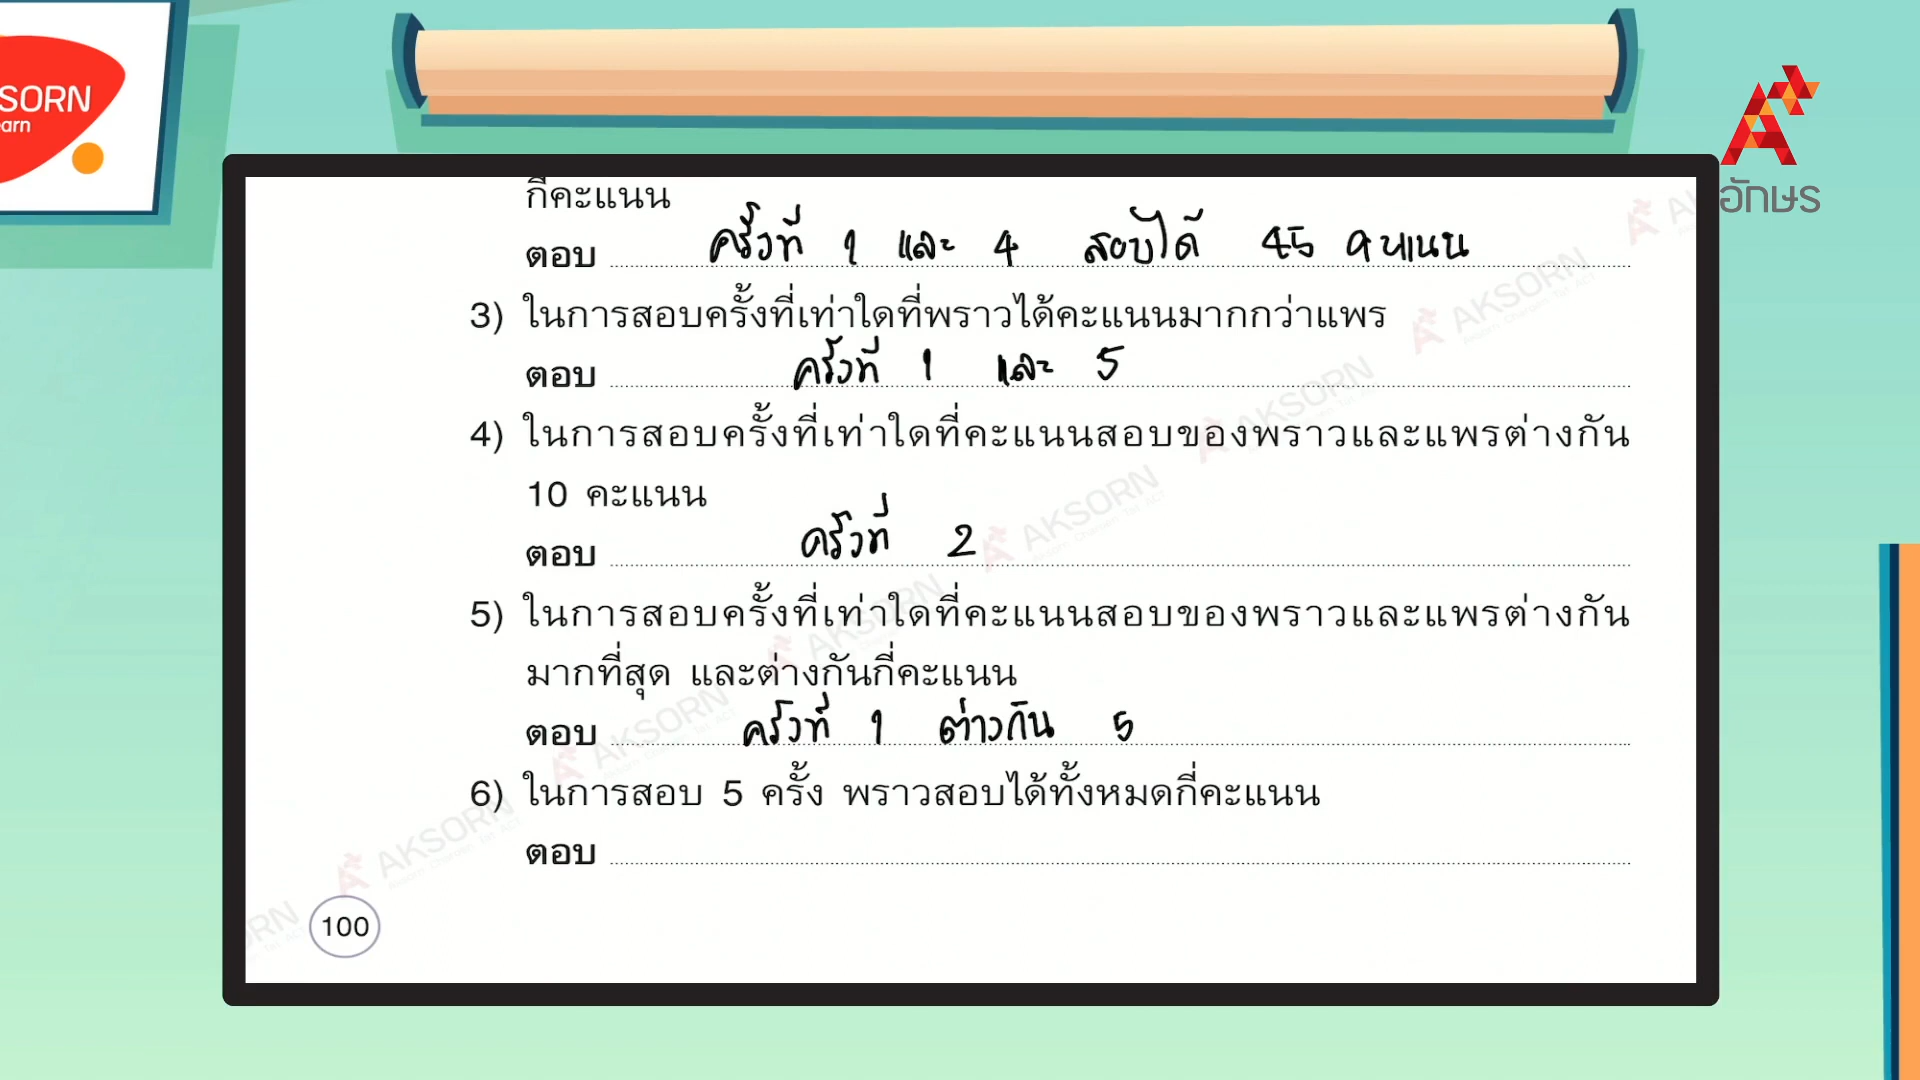 SORN
arn
อักษร
กี่คะแนน
ตอบ ครั้งที่ 1 และ 4 สอบได้ 45 คะแนน
3) ในการสอบครั้งที่เท่าใดที่พราวได้คะแนนมากกว่าแพร
ตอบ ครั้งที่ 1 และ 5
4) ในการสอบครั้งที่เท่าใดที่คะแนนสอบของพราวและแพรต่างกัน
10 คะแนน
ตอบ ครั้งที่ 2
5) ในการสอบครั้งที่เท่าใดที่คะแนนสอบของพราวและแพรต่างกัน
มากที่สุด และต่างกันกี่คะแนน
ตอบ ครั้งที่ 1 ต่างกัน 5
6) ในการสอบ 5 ครั้ง พราวสอบได้ทั้งหมดกี่คะแนน
ตอบ
100